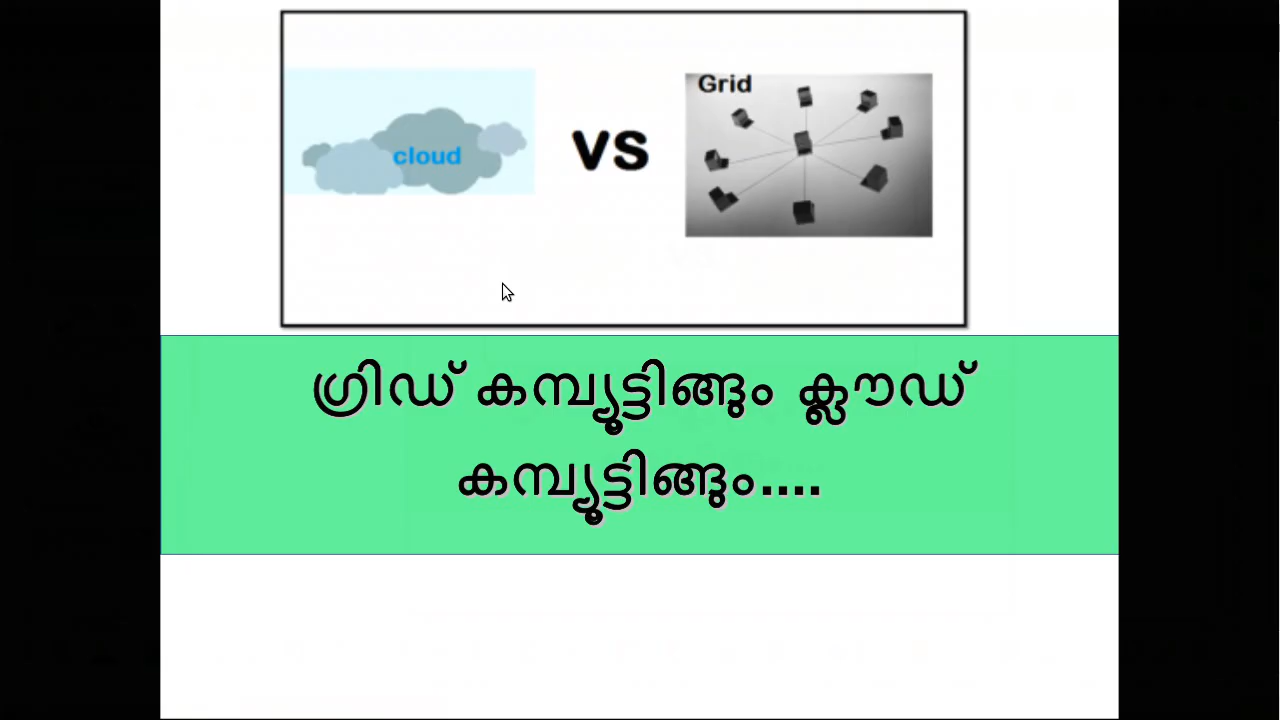 cloud
VS
Grid
ഗ്രിഡ് കമ്പ്യൂട്ടിങ്ങും ക്ലൗഡ്
കമ്പ്യൂട്ടിങ്ങും....